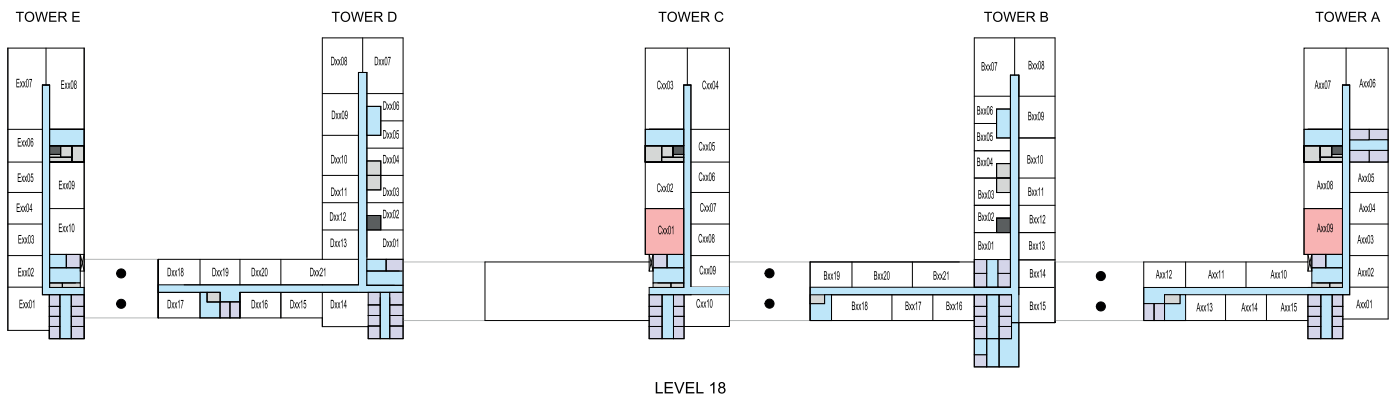 TOWER E
TOWER D
TOWER C
TOWER B
TOWER A
Exx07
Exx08
Exx06
Exx05
Exx09
Exx04
Exx03
Exx10
Exx02
Exx01
Dxx08
Dxx07
Dxx09
Dxx06
Dxx05
Dxx10
Dxx04
Dxx11
Dxx03
Dxx12
Dxx02
Dxx13
Dxx01
Dxx18
Dxx19
Dxx20
Dxx21
Dxx17
Dxx16
Dxx15
Dxx14
Cxx03
Cxx04
Cxx05
Cxx02
Cxx06
Cxx07
Cxx01
Cxx08
Cxx09
Cxx10
Bxx07
Bxx08
Bxx06
Bxx09
Bxx05
Bxx04
Bxx10
Bxx03
Bxx11
Bxx02
Bxx12
Bxx01
Bxx13
Bxx19
Bxx20
Bxx21
Bxx14
Bxx18
Bxx17
Bxx16
Bxx15
Axx07
Axx06
Axx08
Axx05
Axx04
Axx09
Axx03
Axx12
Axx11
Axx10
Axx02
Axx13
Axx14
Axx15
Axx01
LEVEL 18